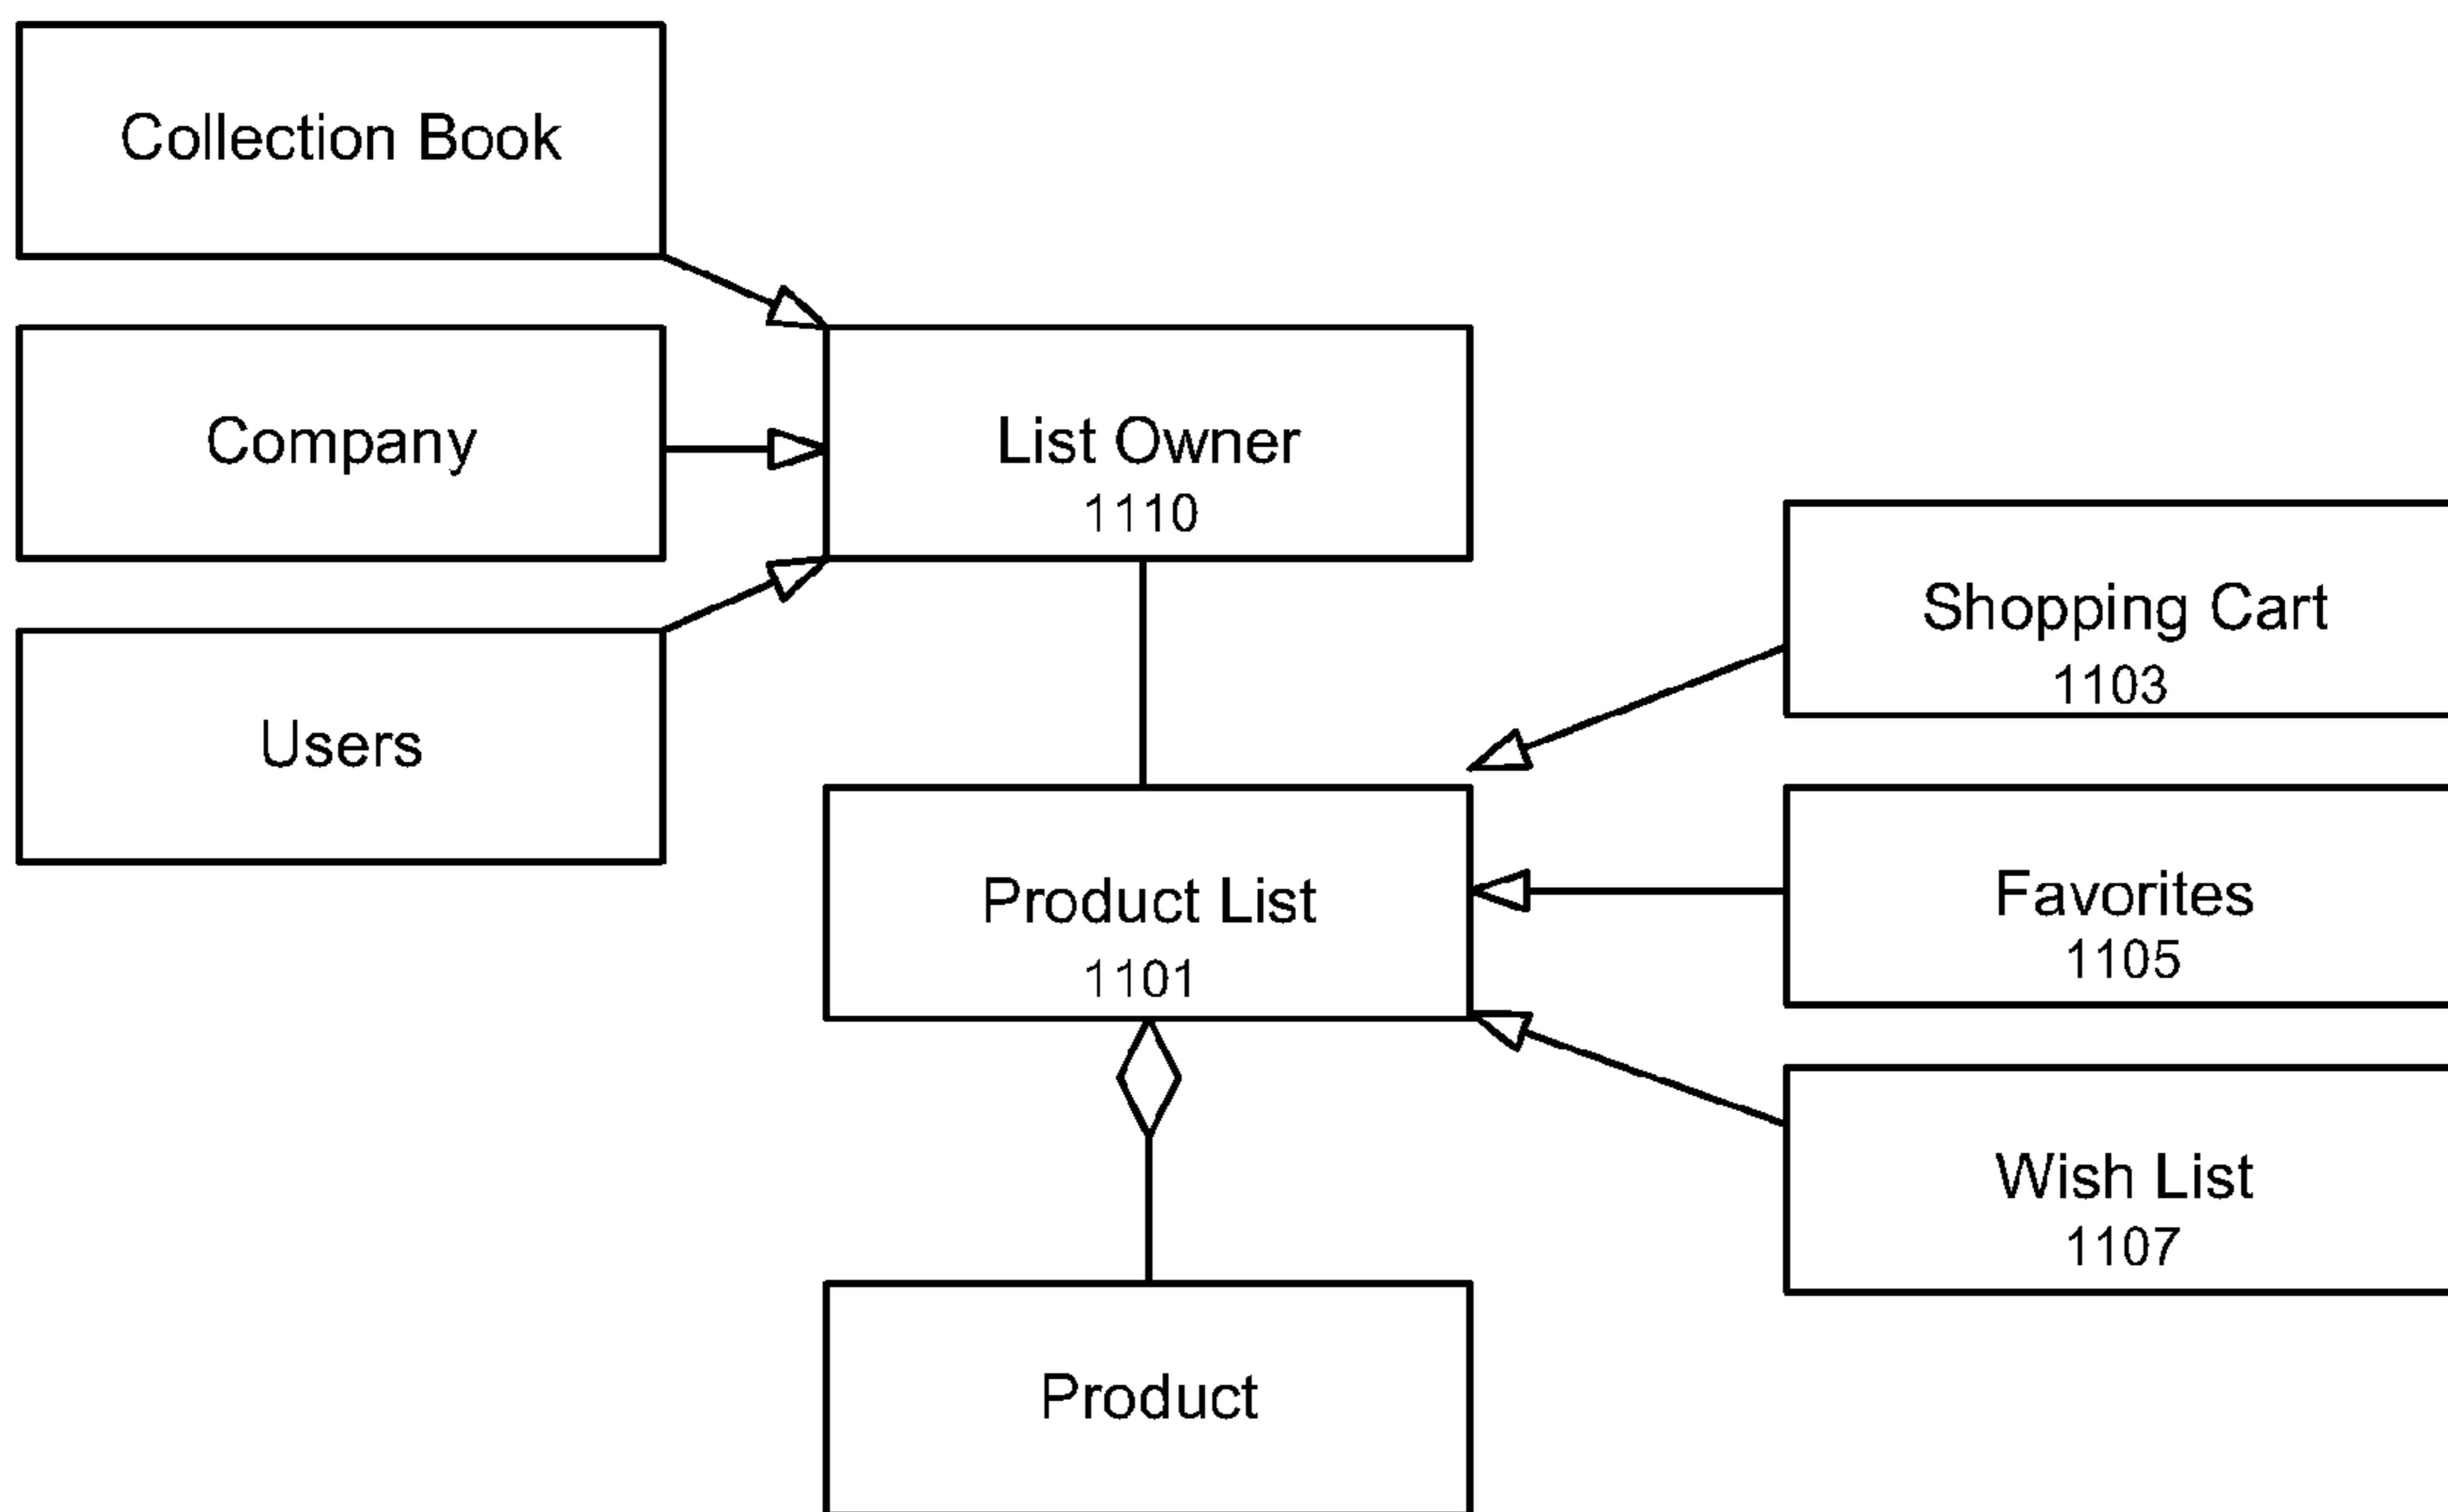 Collection Book
Company
List Owner
1110
Users
Shopping Cart
1103
Product List
1101
Favorites
1105
Wish List
1107
Product